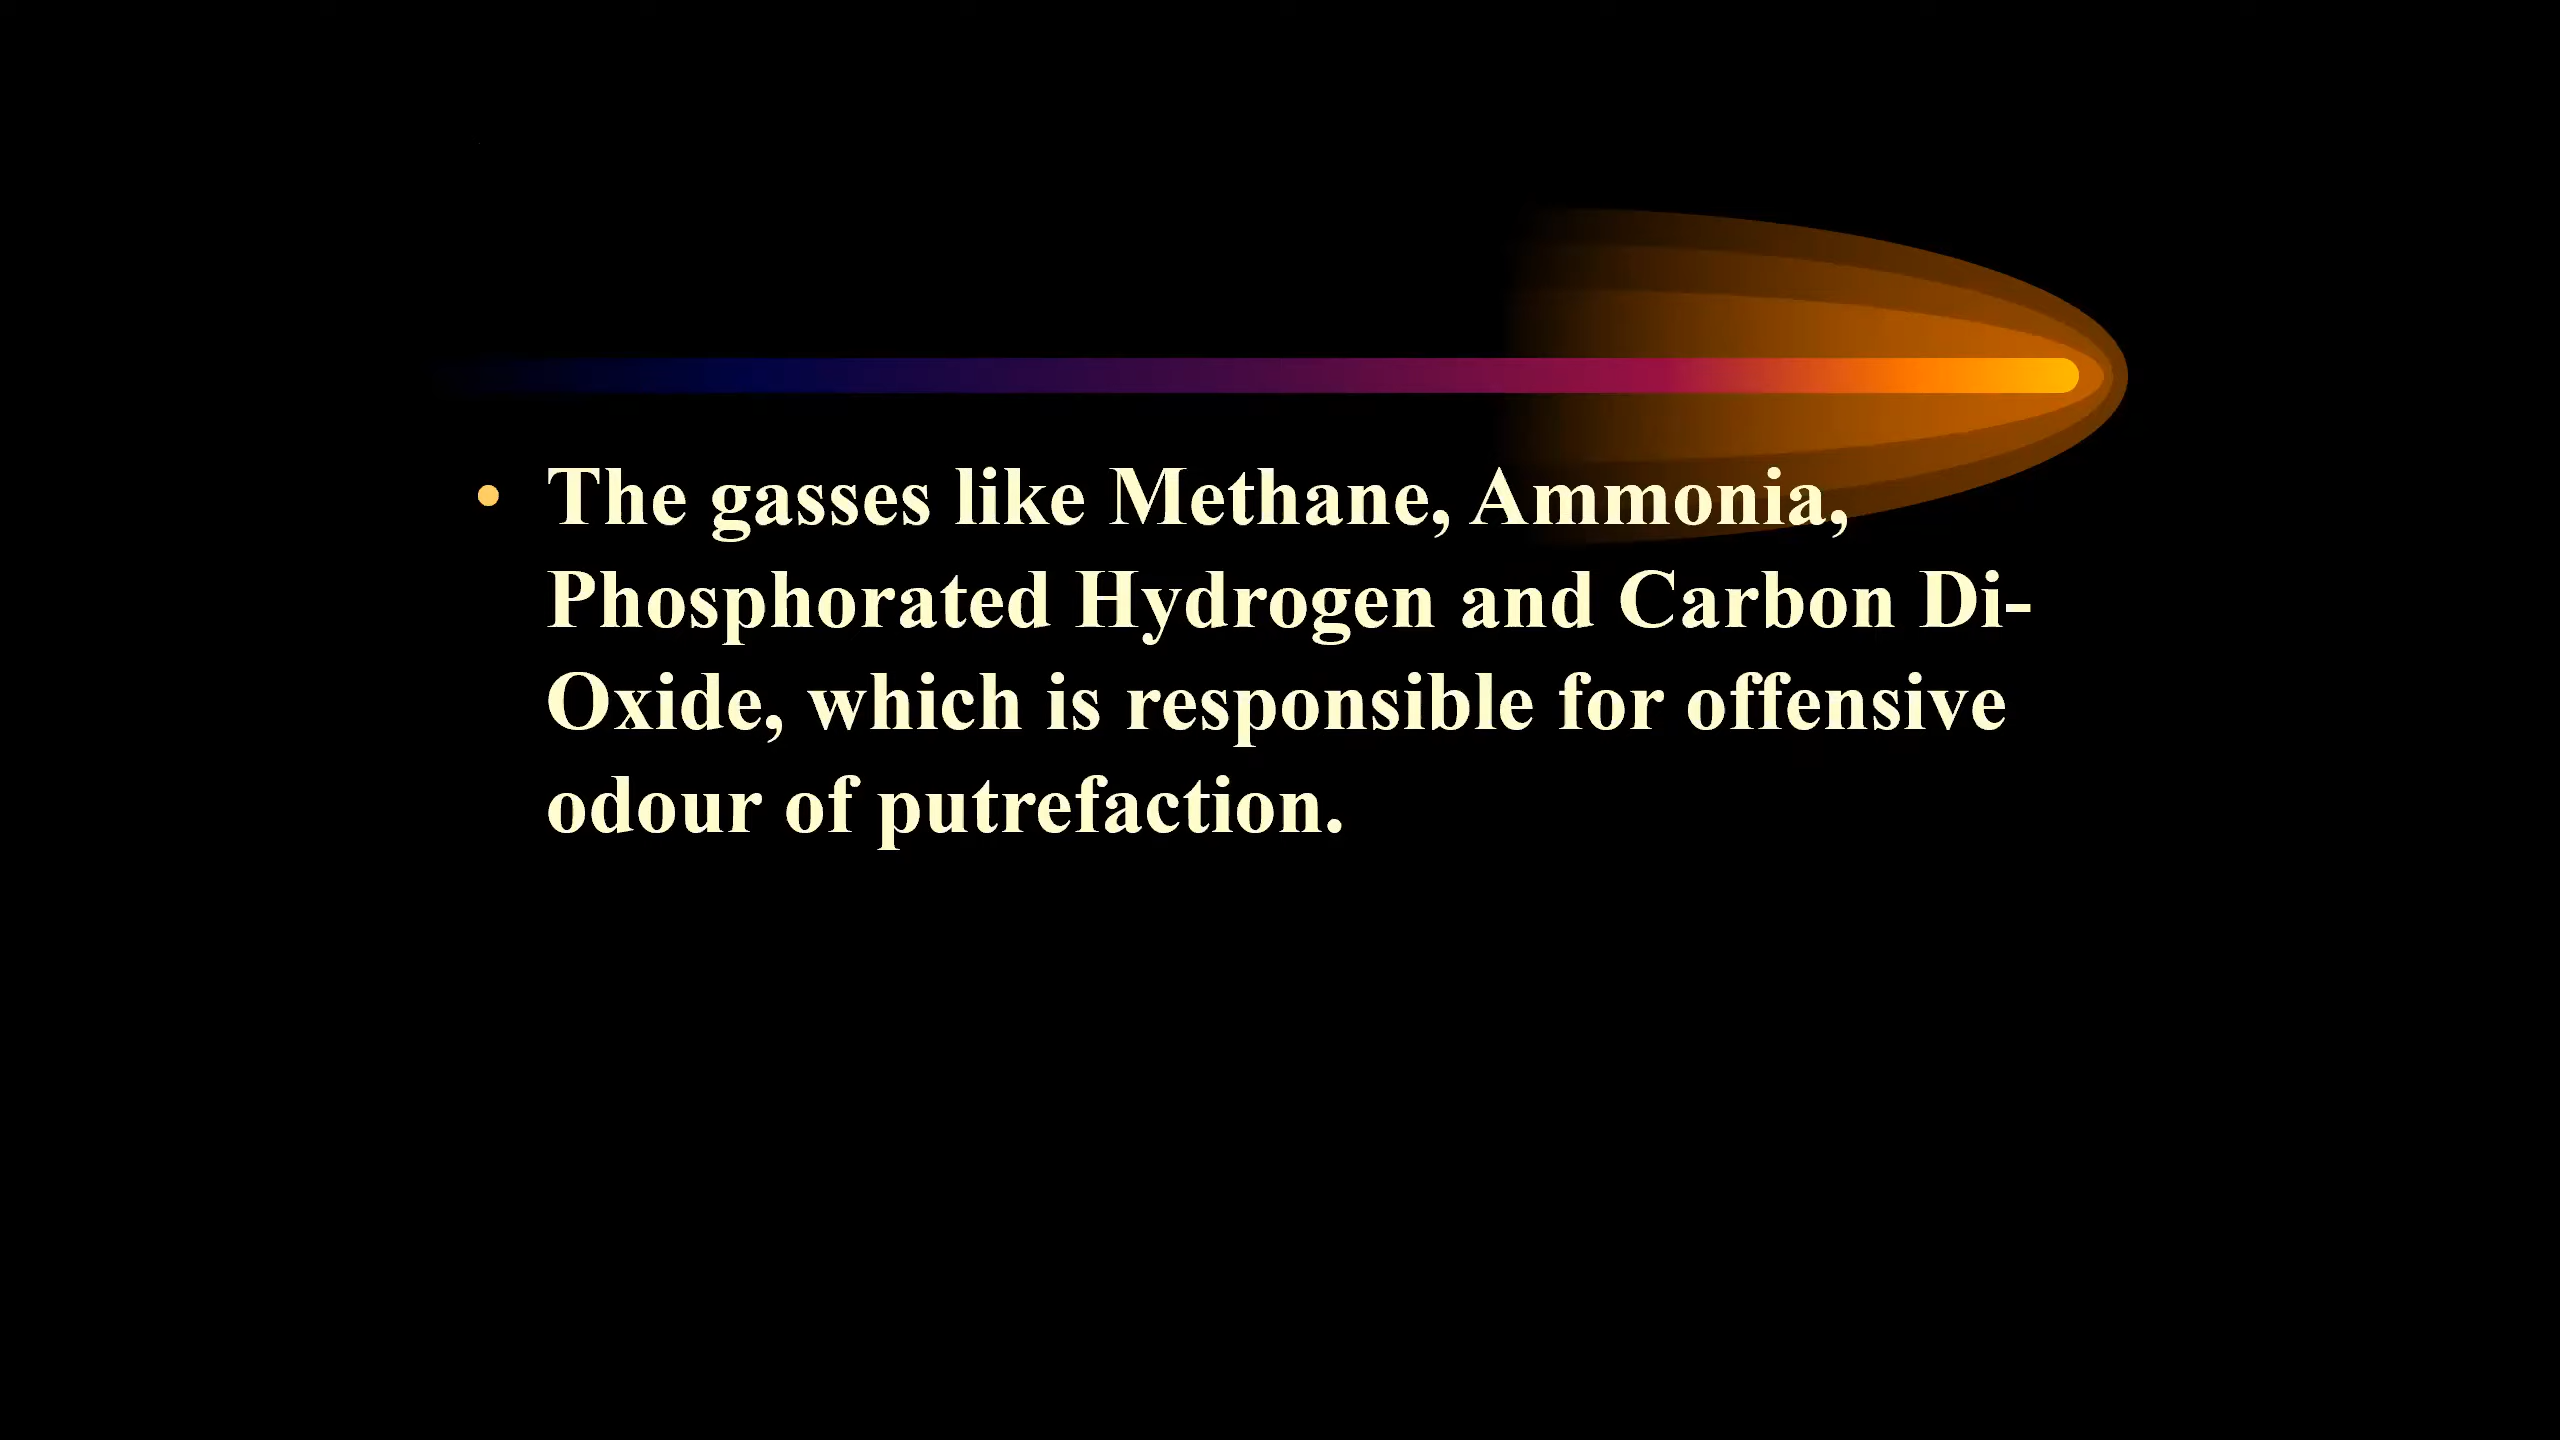 • The gasses like Methane, Ammonia,
Phosphorated Hydrogen and Carbon Di-
Oxide, which is responsible for offensive
odour of putrefaction.